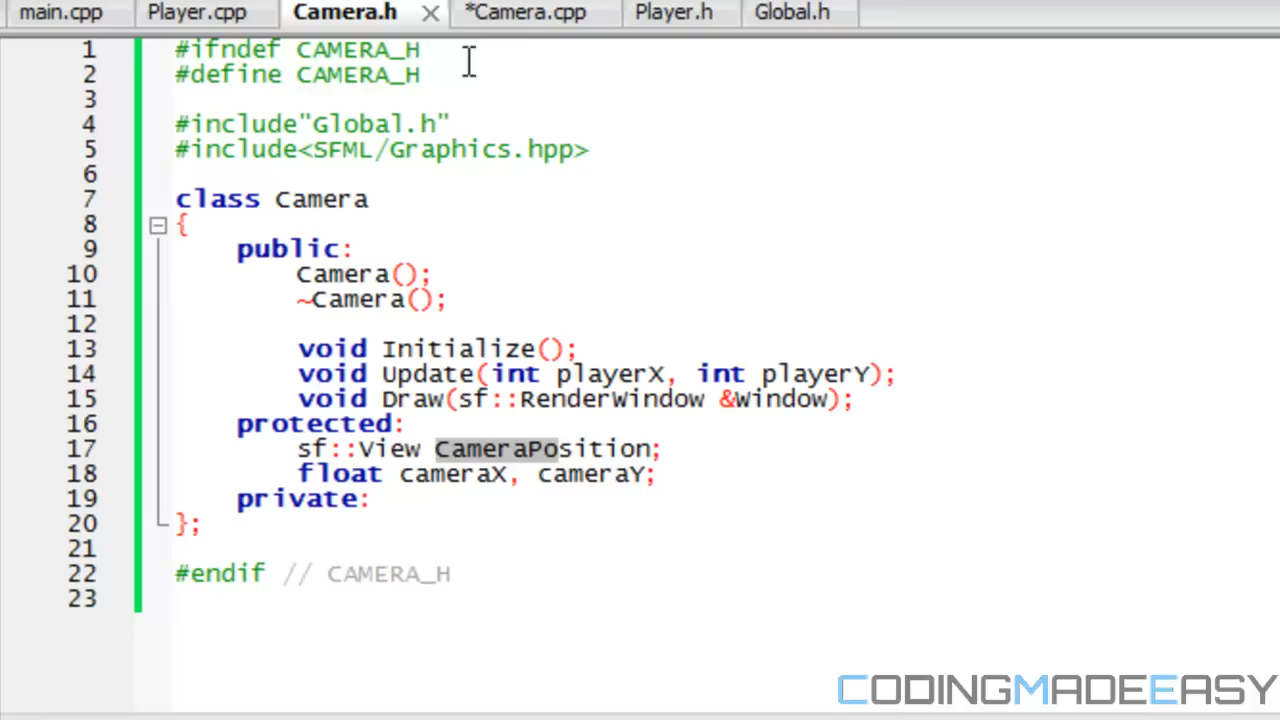 main.cpp Player.cpp Camera.h *Camera.cpp Player.h Global.h
1 #ifndef CAMERA_H
2 #define CAMERA_H
3
4 #include"Global.h"
5 #include<SFML/Graphics.hpp>
6
7 class Camera
8 {
9 public:
10 Camera();
11 ~Camera();
12
13 void Initialize();
14 void Update(int playerX, int playerY);
15 void Draw(sf::RenderWindow &Window);
16 protected:
17 sf::View CameraPosition;
18 float cameraX, cameraY;
19 private:
20 };
21
22 #endif // CAMERA_H
23
CODINGMADEEASY